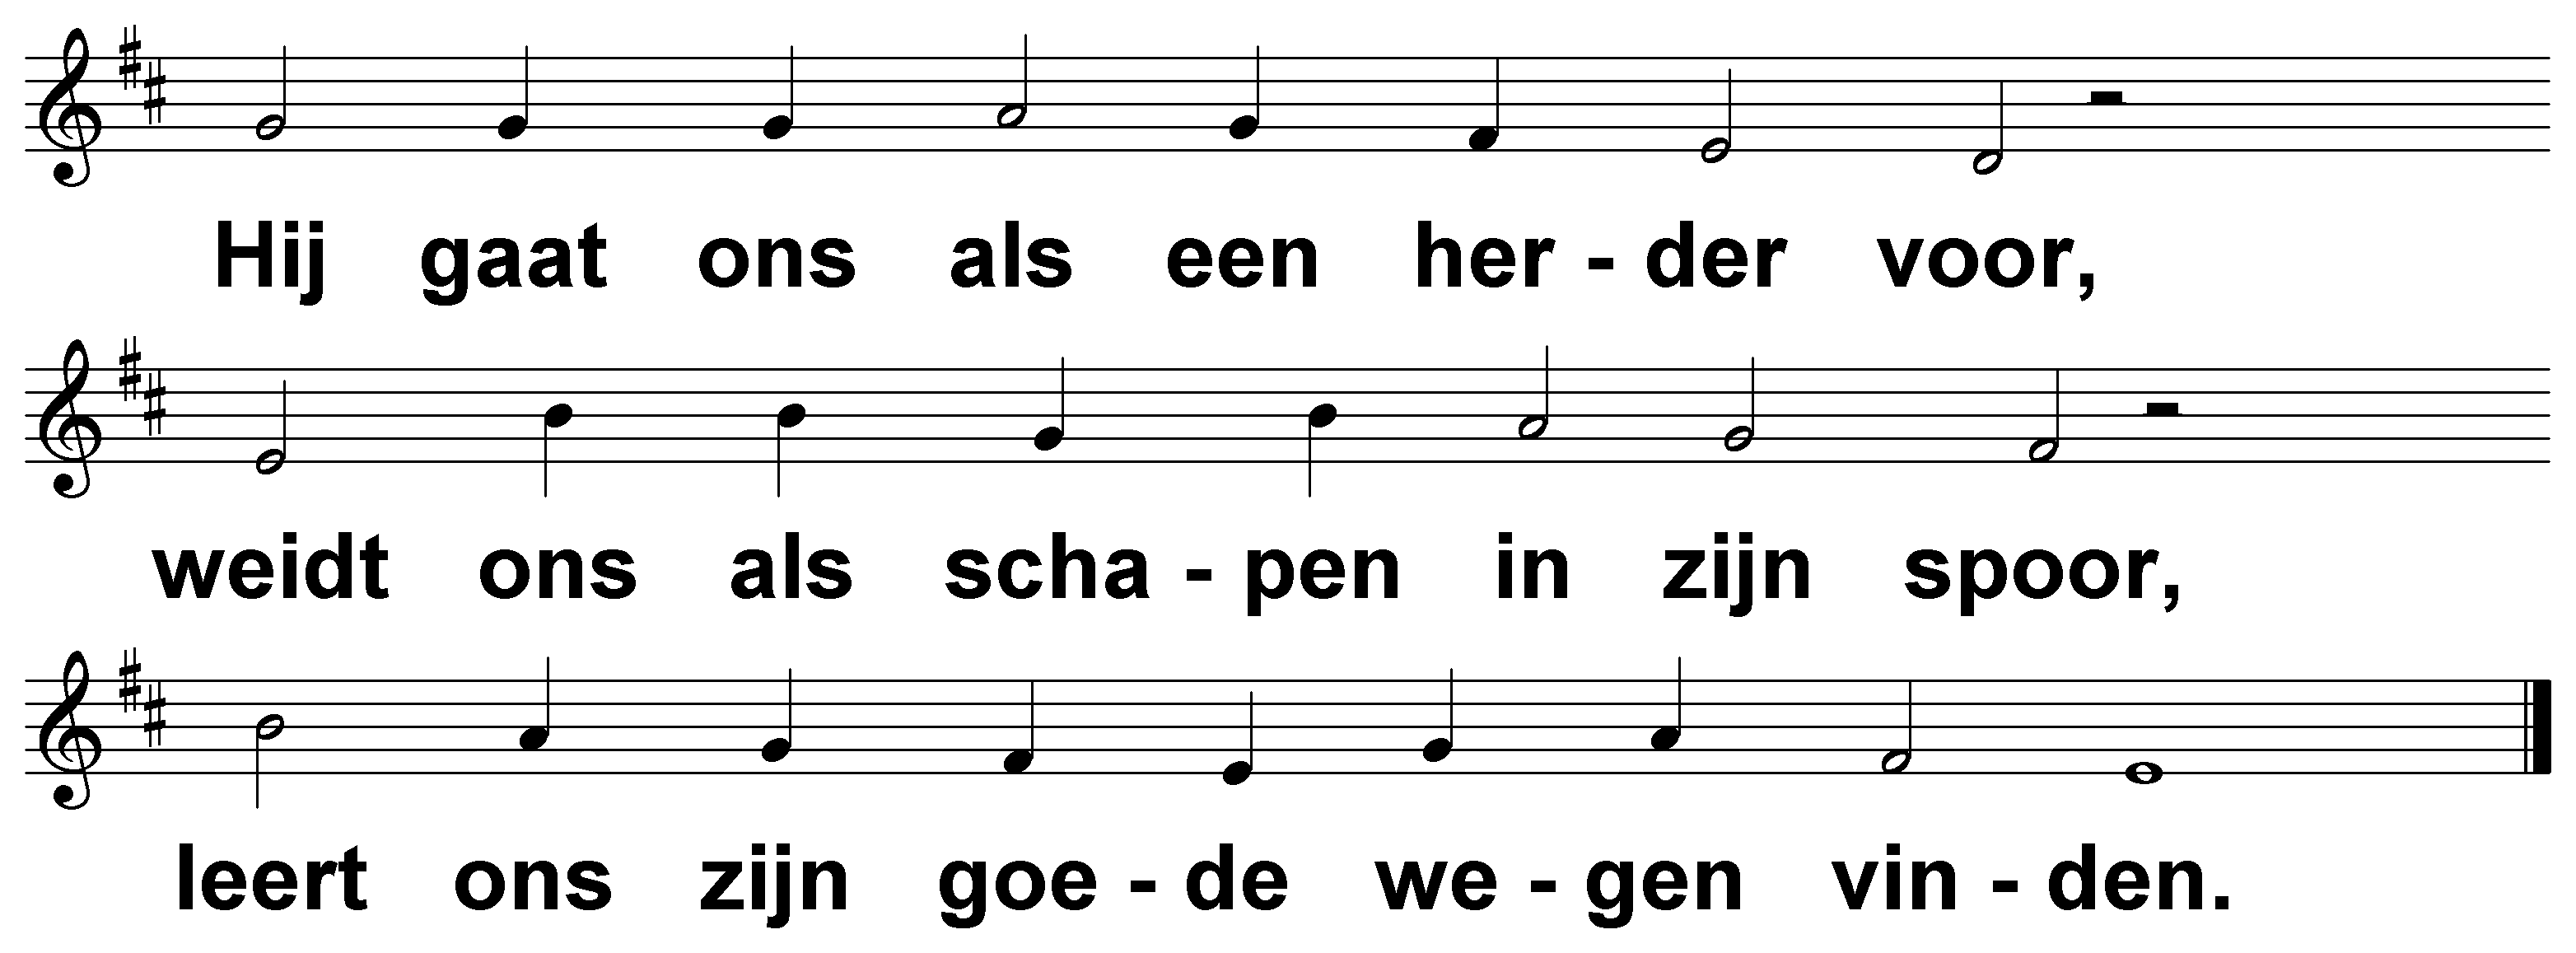 Hij gaat ons als een her - der voor,
weidt ons als scha - pen in zijn spoor,
leert ons zijn goe - de we - gen vin - den.